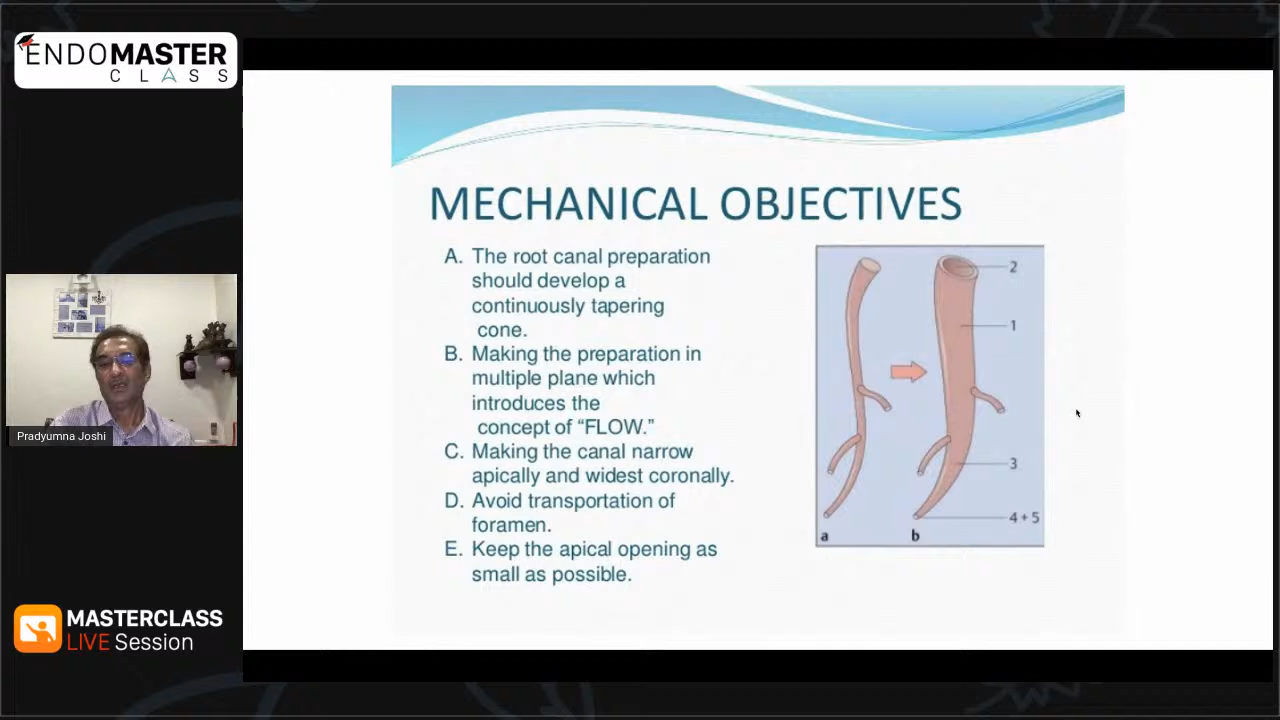 ENDOMASTER
CLASS
MECHANICAL OBJECTIVES
A. The root canal preparation
should develop a
continuously tapering
cone.
B. Making the preparation in
multiple plane which
introduces the
concept of “FLOW.”
C. Making the canal narrow
apically and widest coronally.
D. Avoid transportation of
foramen.
E. Keep the apical opening as
small as possible.
2
1
3
4 + 5
a
b
Pradyumna Joshi
MASTERCLASS
LIVE Session